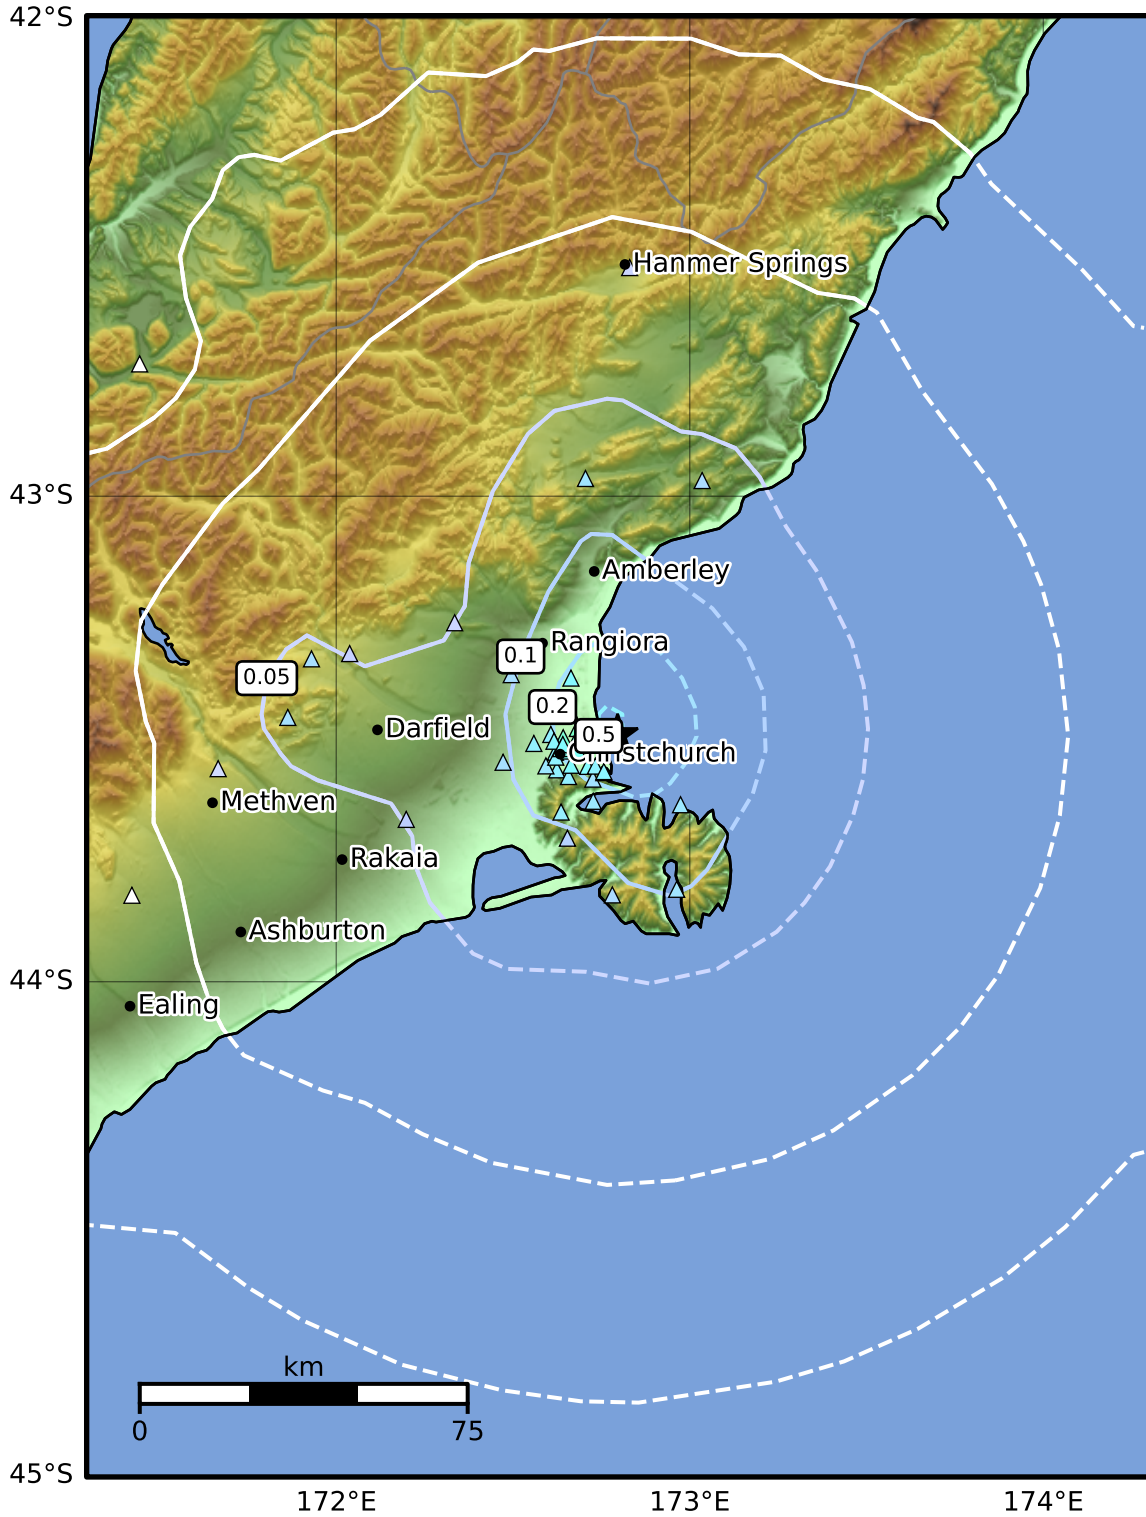 42°S
Hanmer Springs
43°S
Amberley
Rangiora
0.1
0.05
0.2
Darfield
0.5
Christchurch
Methven
Rakaia
Ashburton
44°S
Ealing
km
0
75
45°S
172°E
173°E
174°E